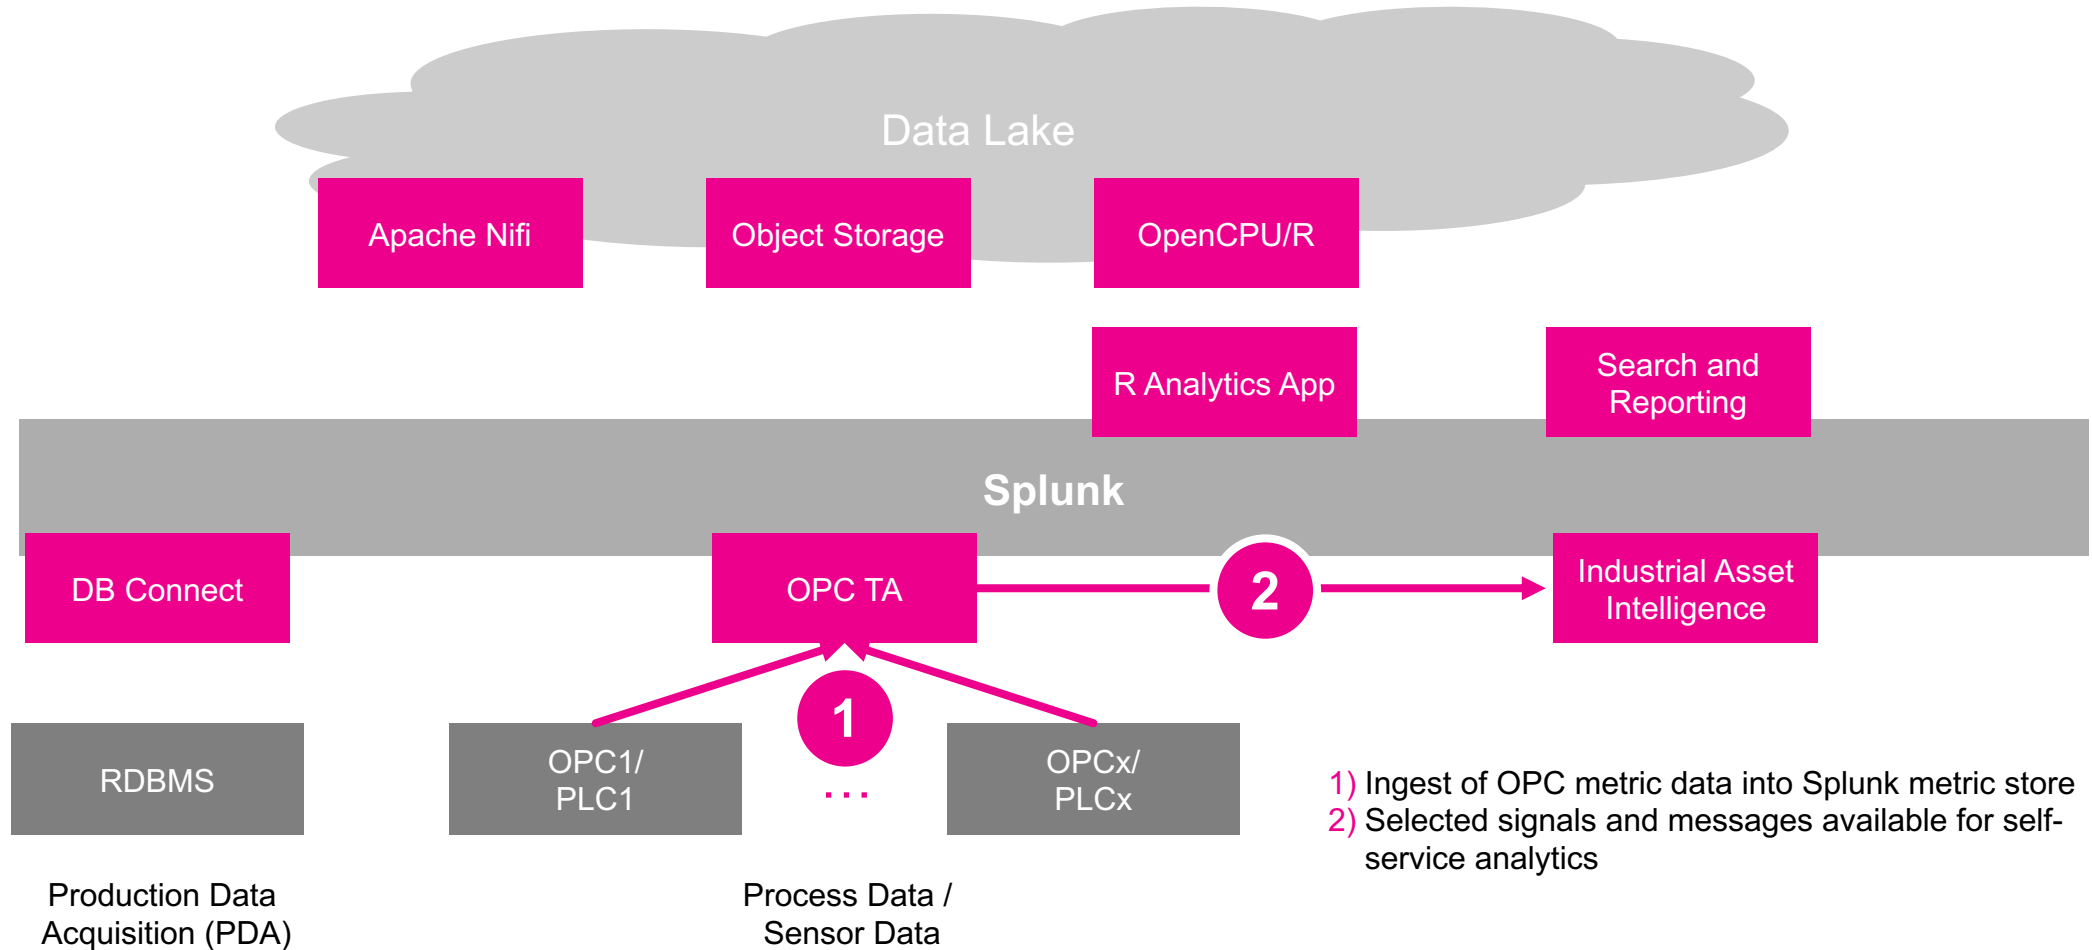 Data Lake
Apache Nifi
Object Storage
OpenCPU/R
R Analytics App
Search and
Reporting
Splunk
DB Connect
OPC TA
2
Industrial Asset
Intelligence
1
RDBMS
OPC1/
PLC1
...
OPCx/
PLCx
1) Ingest of OPC metric data into Splunk metric store
2) Selected signals and messages available for self-
service analytics
Production Data
Acquisition (PDA)
Process Data /
Sensor Data